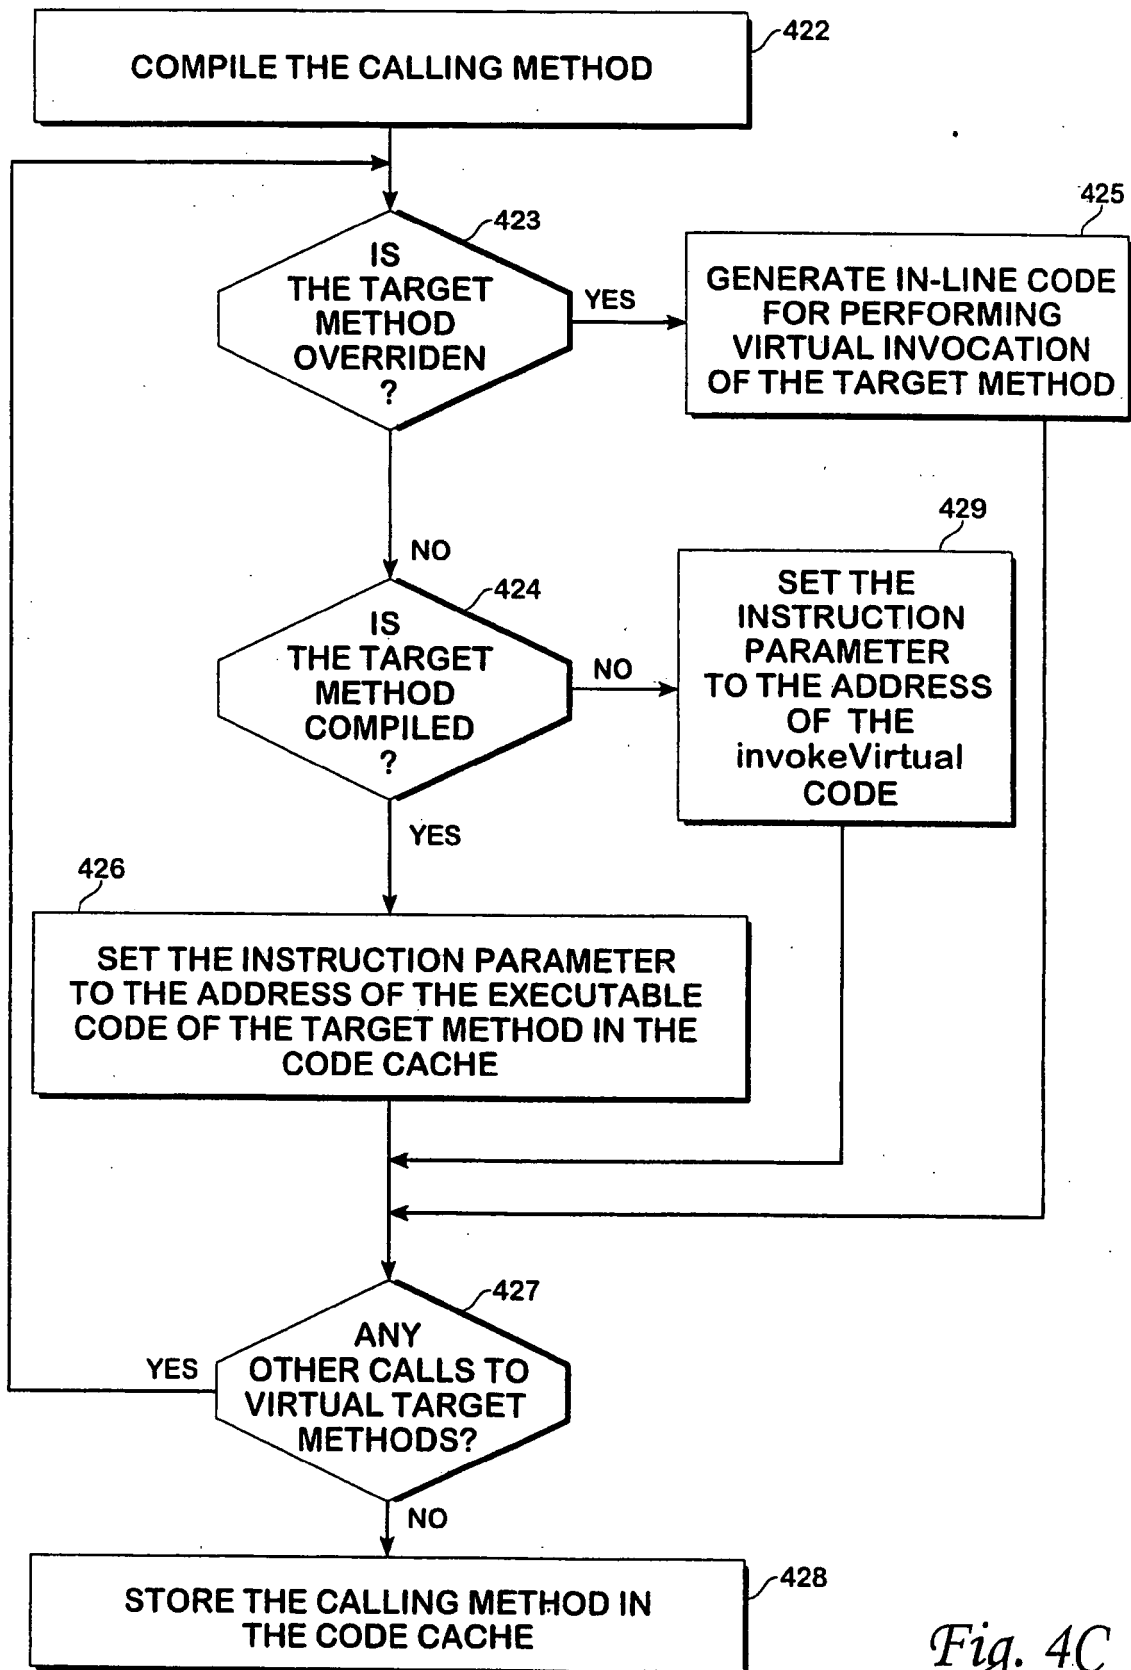 422
COMPILE THE CALLING METHOD
423
IS
THE TARGET
METHOD
OVERRIDEN
?
YES
425
GENERATE IN-LINE CODE
FOR PERFORMING
VIRTUAL INVOCATION
OF THE TARGET METHOD
NO
424
IS
THE TARGET
METHOD
COMPILED
?
NO
429
SET THE
INSTRUCTION
PARAMETER
TO THE ADDRESS
OF THE
invokeVirtual
CODE
YES
426
SET THE INSTRUCTION PARAMETER
TO THE ADDRESS OF THE EXECUTABLE
CODE OF THE TARGET METHOD IN THE
CODE CACHE
427
ANY
OTHER CALLS TO
VIRTUAL TARGET
METHODS?
YES
NO
428
STORE THE CALLING METHOD IN
THE CODE CACHE
Fig. 4C